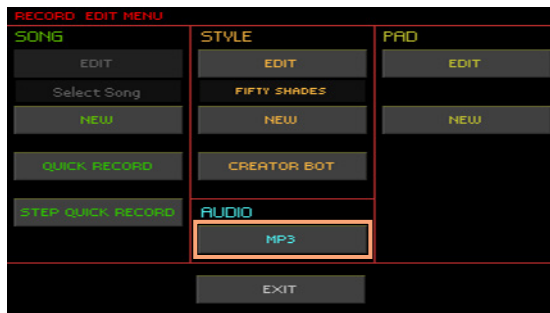 RECORD EDIT MENU
SONG
EDIT
Select Song
NEW
QUICK RECORD
STEP QUICK RECORD
STYLE
EDIT
FIFTY SHADES
NEW
CREATOR BOT
AUDIO
MP3
PAD
EDIT
NEW
EXIT